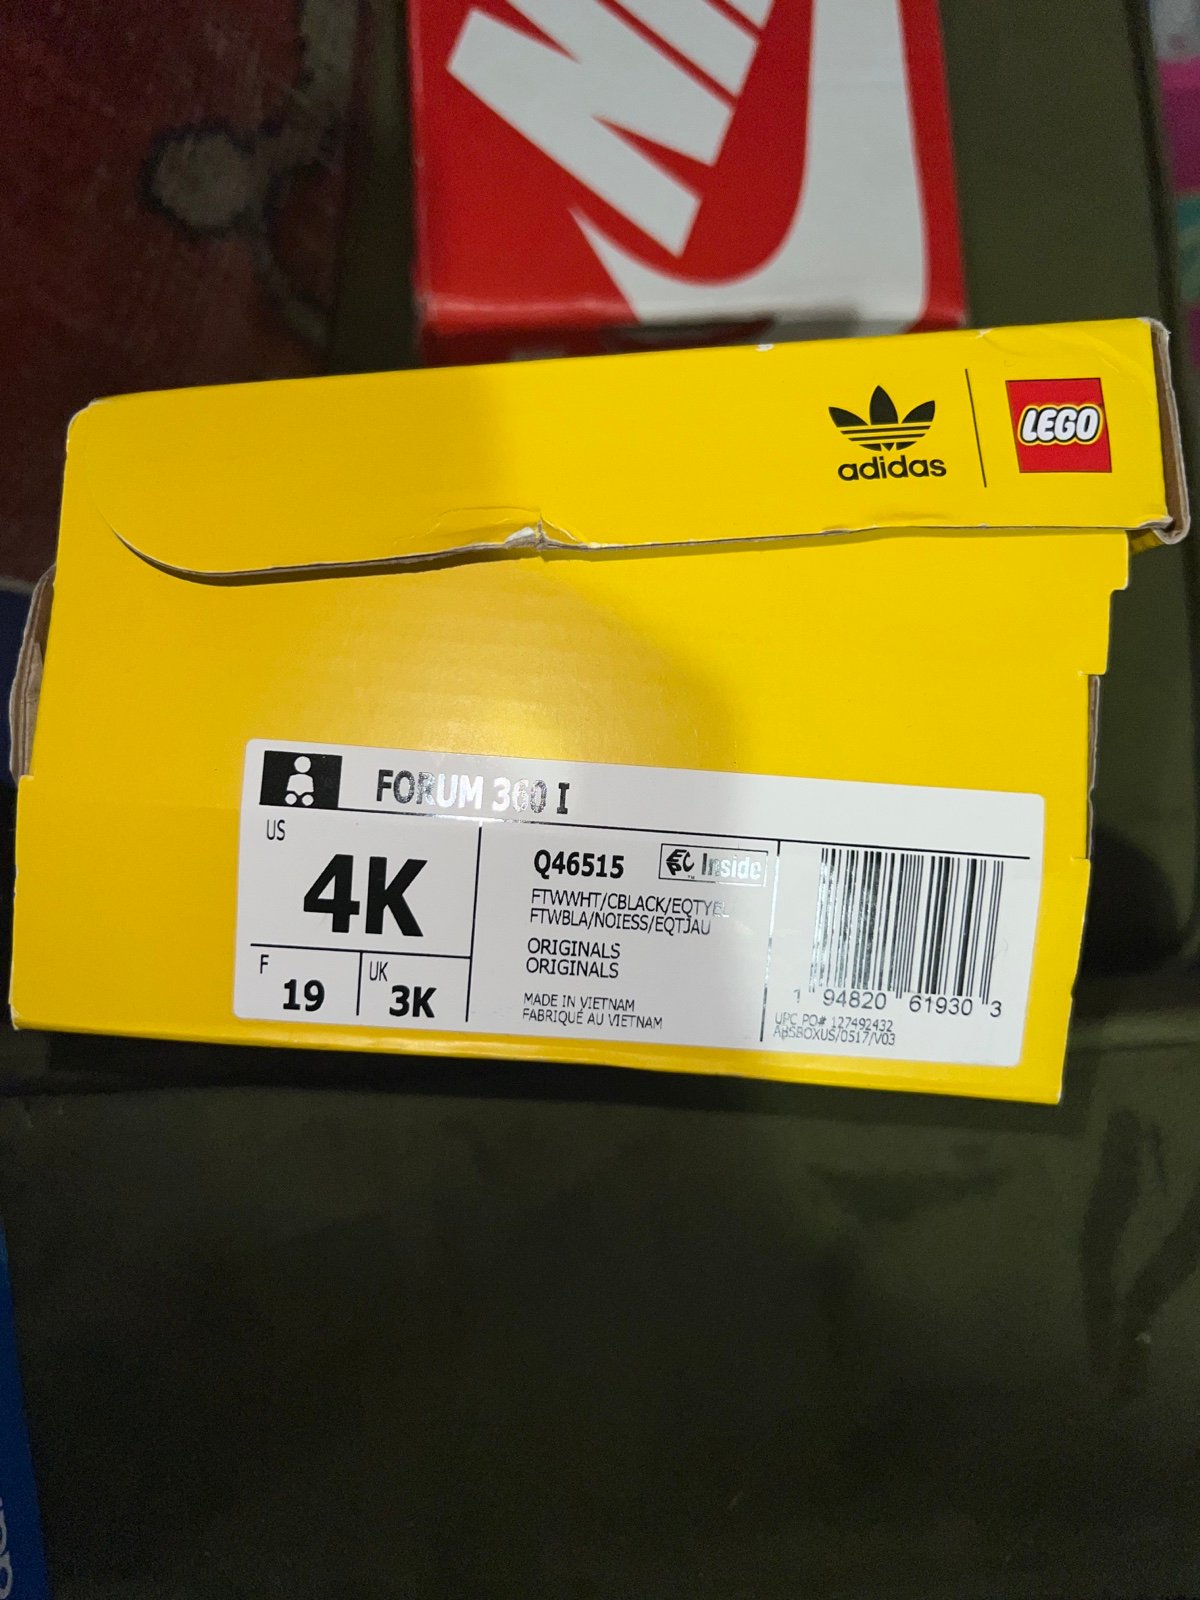 adidas
LEGO
FORUM 360 I
US
4K
F
19
UK
3K
Q46515
Inside
FTWWHT/CBLACK/EQTYEL
FTWBLA/NOIESS/EQTJAU
ORIGINALS
ORIGINALS
MADE IN VIETNAM
FABRIQUÉ AU VIETNAM
1 94820 61930 3
UPC PO# 127492432
ABSBOXUS/0517/V03